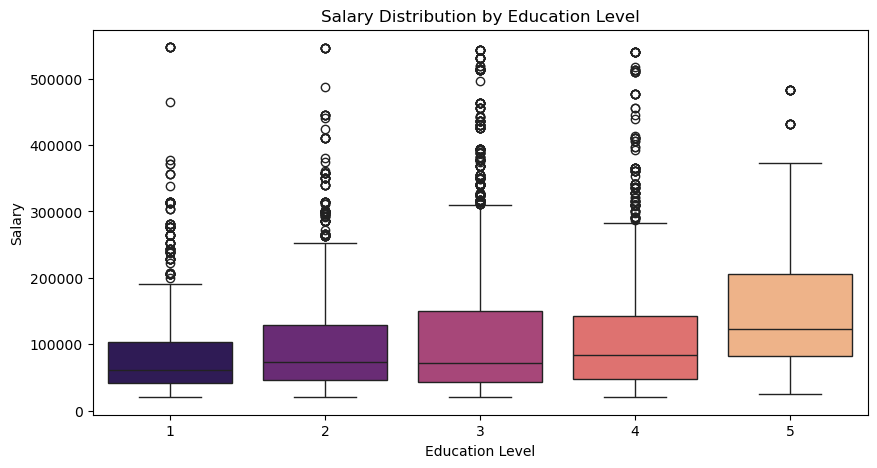 Salary Distribution by Education Level
500000
400000
300000
200000
100000
0
Salary
1 2 3 4 5
Education Level